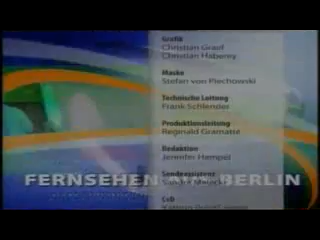 Grafik
Christian Graif
Christian Haberny
Maske
Stefan von Piechowski
Technische Leitung
Frank Schlender
Produktionsleitung
Reginald Gramatte
Redaktion
Jennifer Hempel
Sendeassistenz
FERNSEHEN BERLIN
CvD